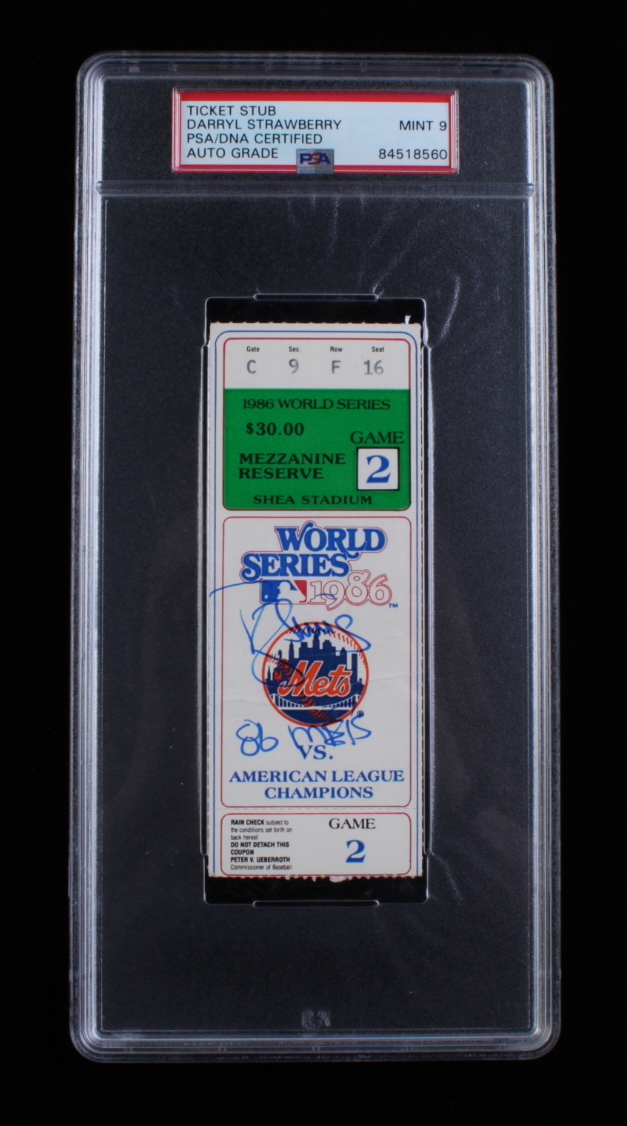 TICKET STUB
DARRYL STRAWBERRY MINT 9
PSA/DNA CERTIFIED
AUTO GRADE PSA 84518560
Gate Sec. Row Seat
C 9 F 16
1986 WORLD SERIES
$30.00
GAME
MEZZANINE 2
RESERVE
SHEA STADIUM
WORLD
SERIES
1986 TM
Mets
86 Mets
VS.
AMERICAN LEAGUE
CHAMPIONS
RAIN CHECK subject to
the conditions set forth on
back hereof
DO NOT DETACH THIS
COUPON
PETER V. UEBERROTH
Commissioner of Baseball
GAME
2
PSA